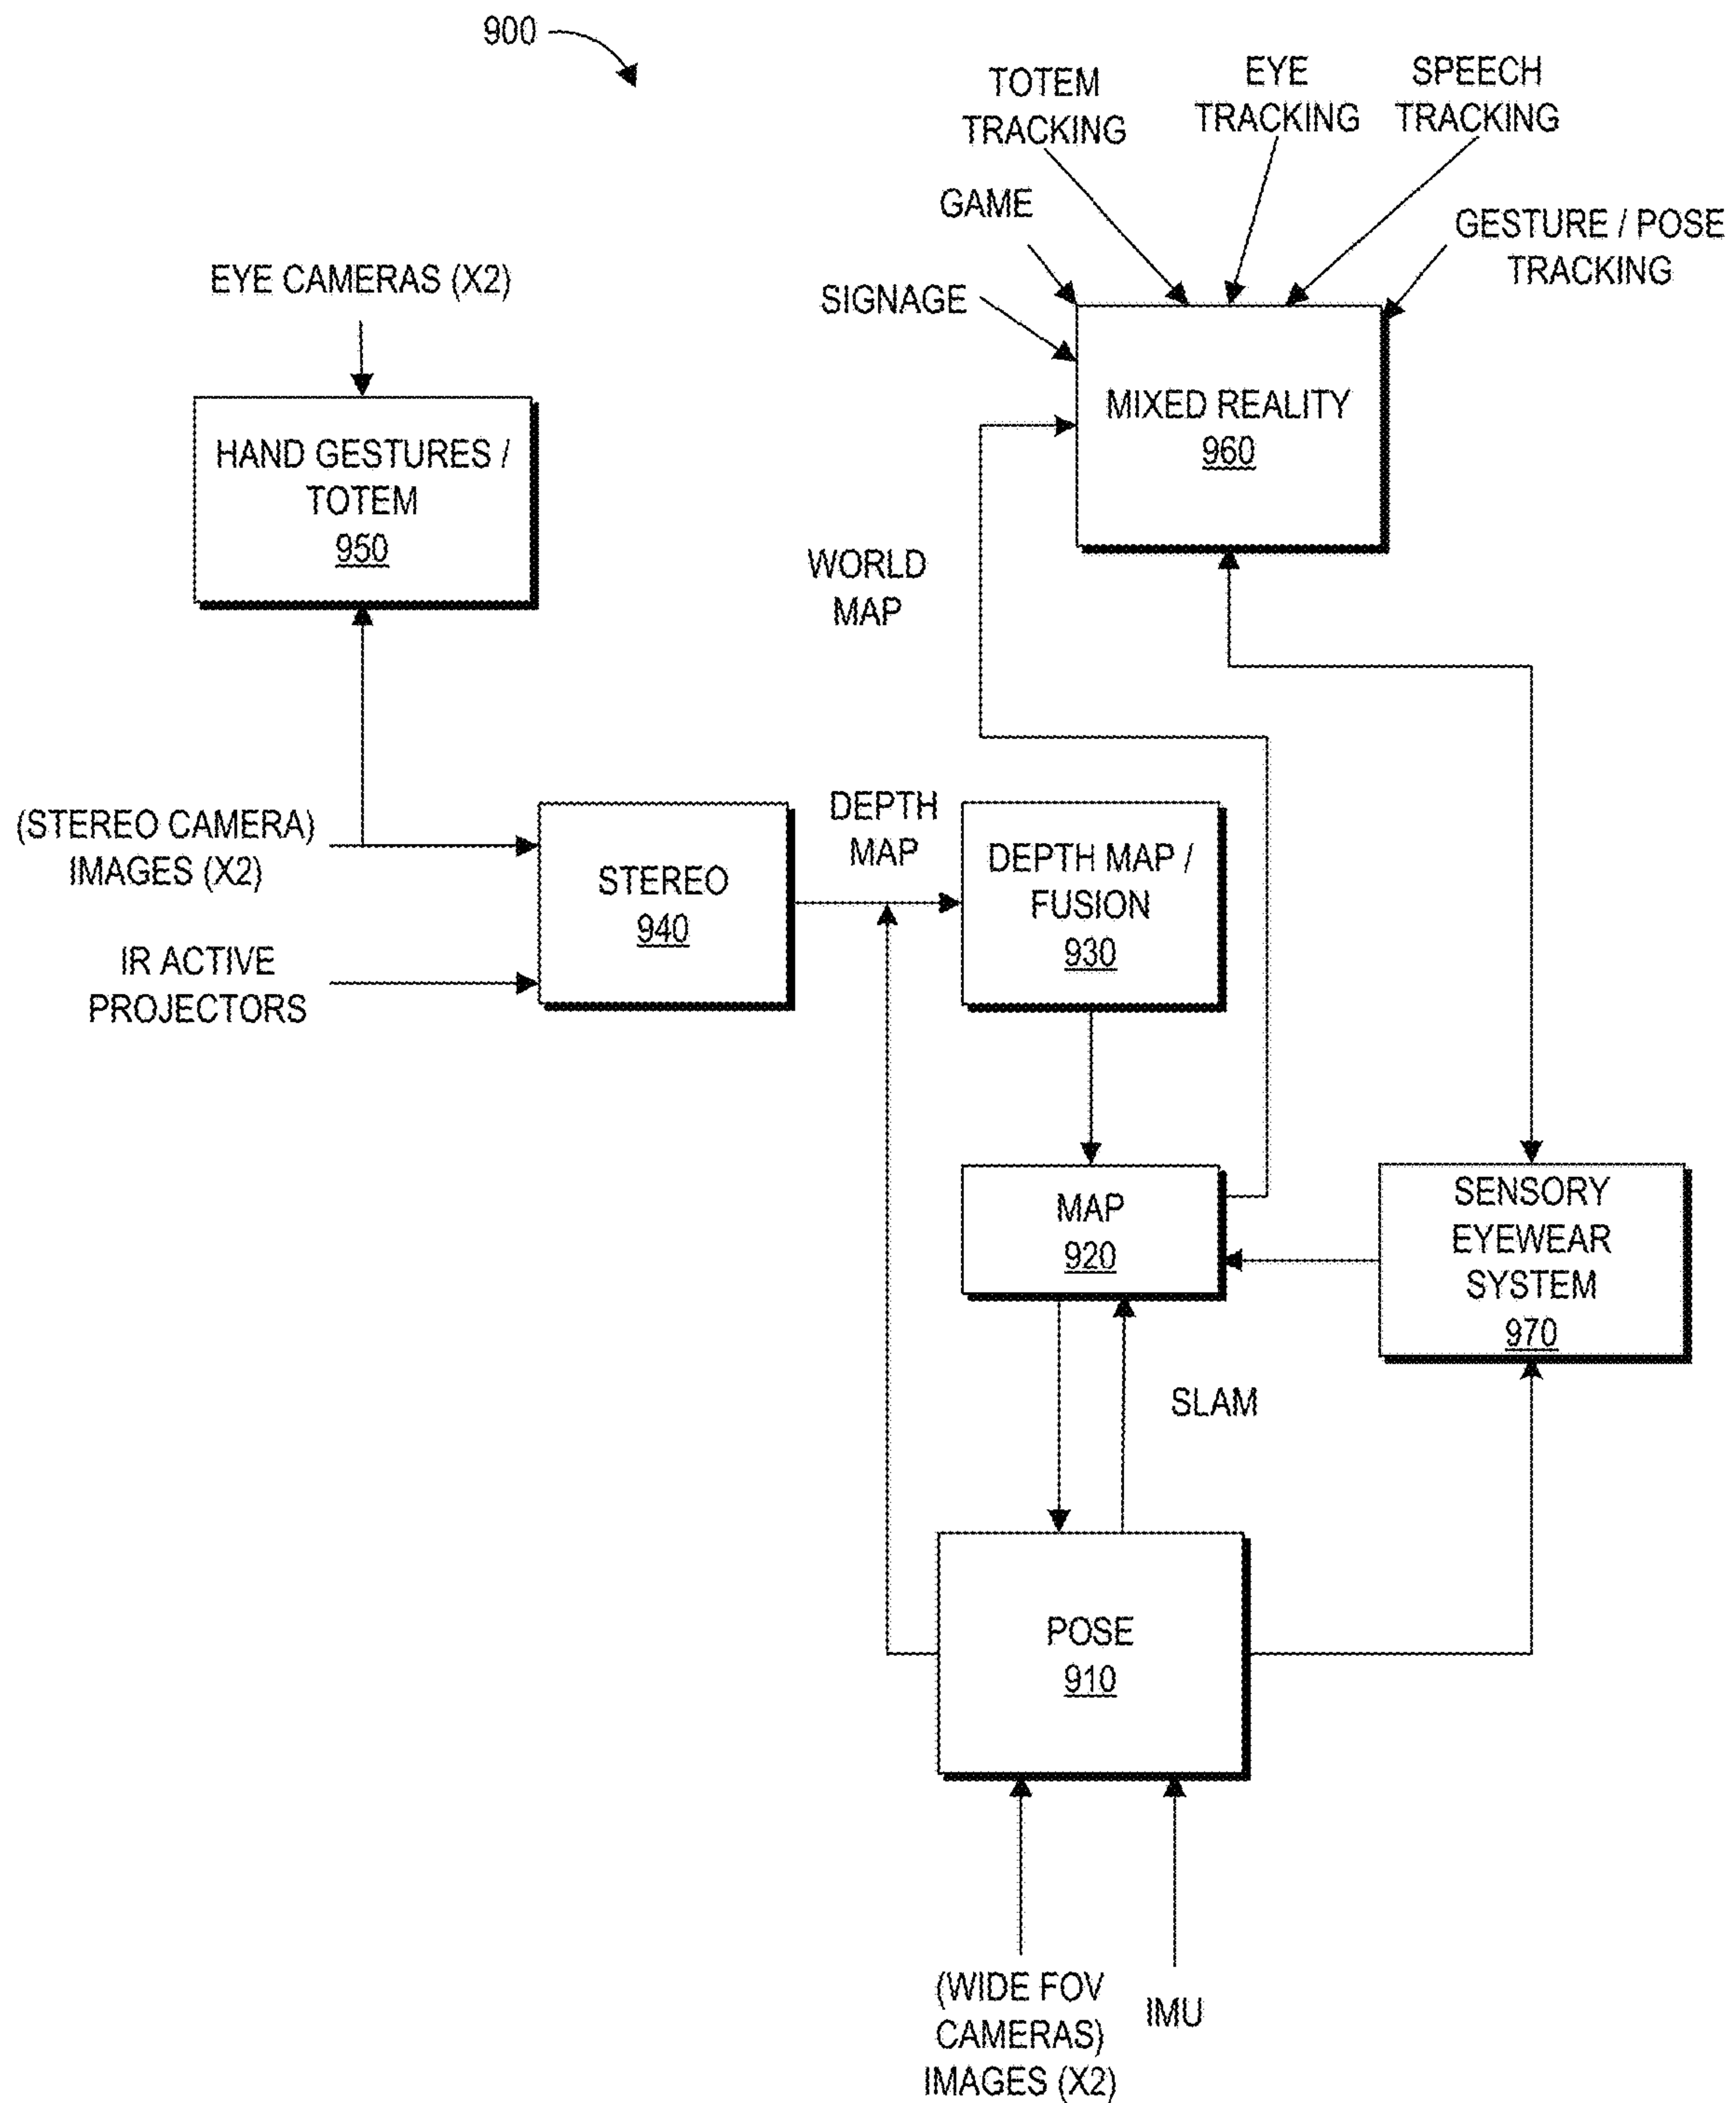 900
TOTEM
TRACKING
EYE
TRACKING
SPEECH
TRACKING
GAME
GESTURE / POSE
TRACKING
SIGNAGE
EYE CAMERAS (X2)
MIXED REALITY
960
HAND GESTURES /
TOTEM
950
WORLD
MAP
(STEREO CAMERA)
IMAGES (X2)
STEREO
940
DEPTH
MAP
DEPTH MAP /
FUSION
930
IR ACTIVE
PROJECTORS
MAP
920
SENSORY
EYEWEAR
SYSTEM
970
SLAM
POSE
910
(WIDE FOV
CAMERAS)
IMAGES (X2)
IMU